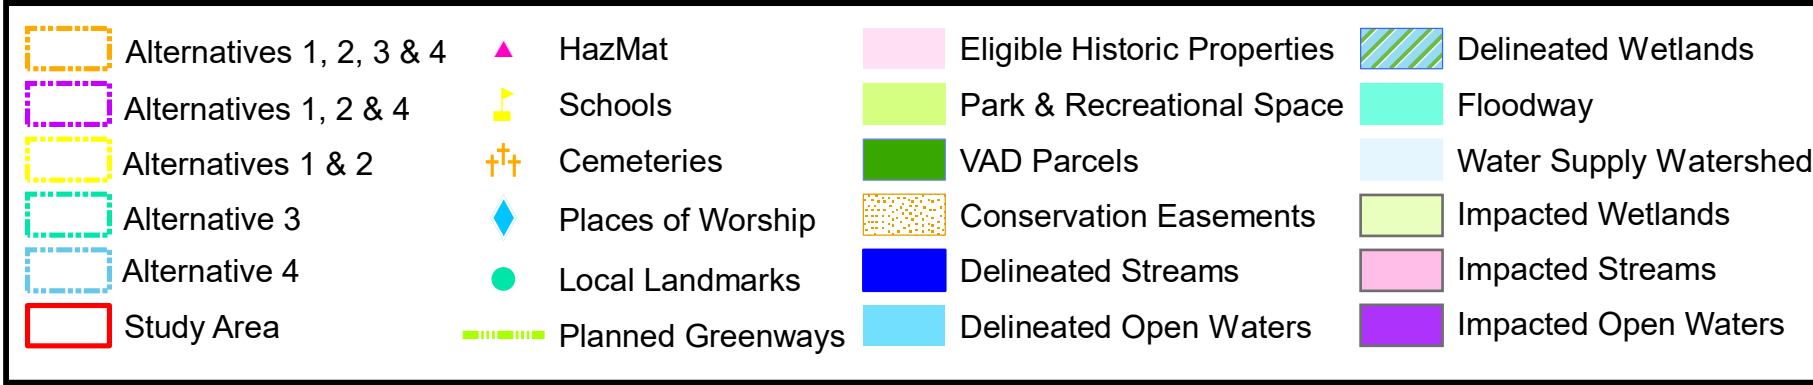 Alternatives 1, 2, 3 & 4
Alternatives 1, 2 & 4
Alternatives 1 & 2
Alternative 3
Alternative 4
Study Area
HazMat
Schools
Cemeteries
Places of Worship
Local Landmarks
Planned Greenways
Eligible Historic Properties
Park & Recreational Space
VAD Parcels
Conservation Easements
Delineated Streams
Delineated Open Waters
Delineated Wetlands
Floodway
Water Supply Watershed
Impacted Wetlands
Impacted Streams
Impacted Open Waters